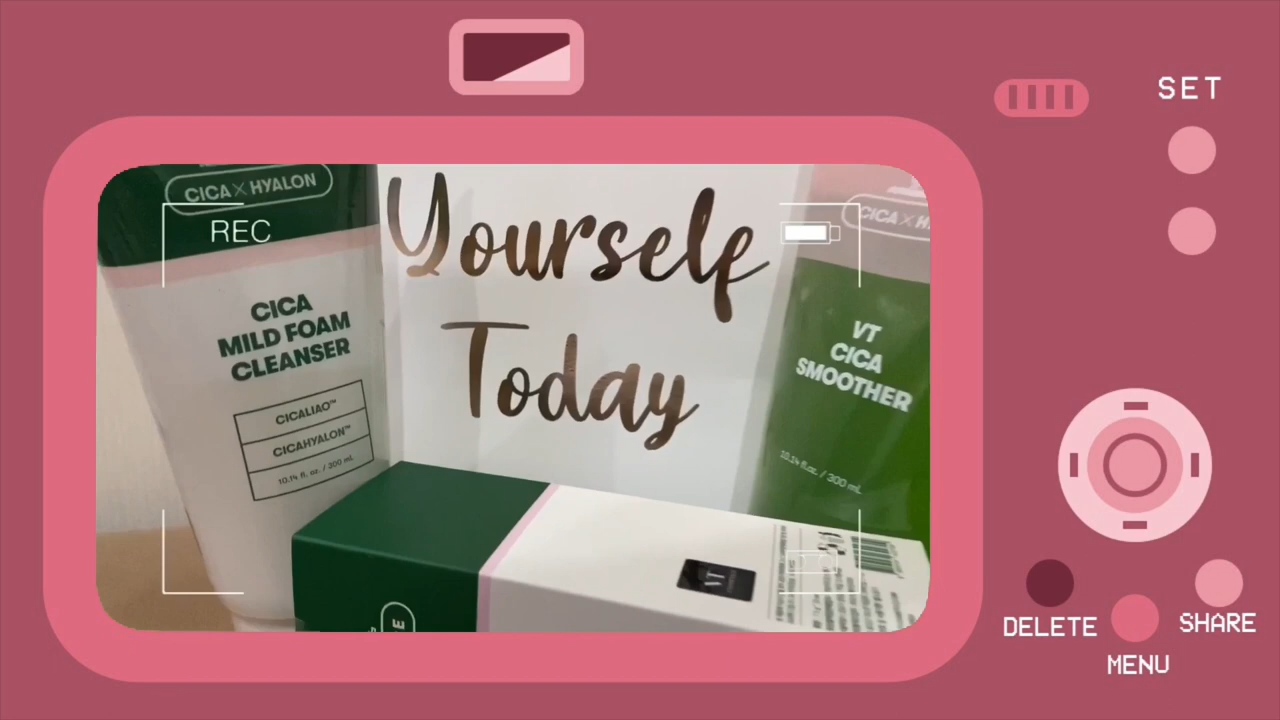 SET
CICA X HYALON
REC
CICA
MILD FOAM
CLEANSER
CICALIAO™
CICAHYALON™
10.14 fl. oz. / 300 mL
Yourself
Today
CICA X H
VT
CICA
SMOOTHER
10.14 fl.oz. / 300 mL
VT
DELETE
MENU
SHARE